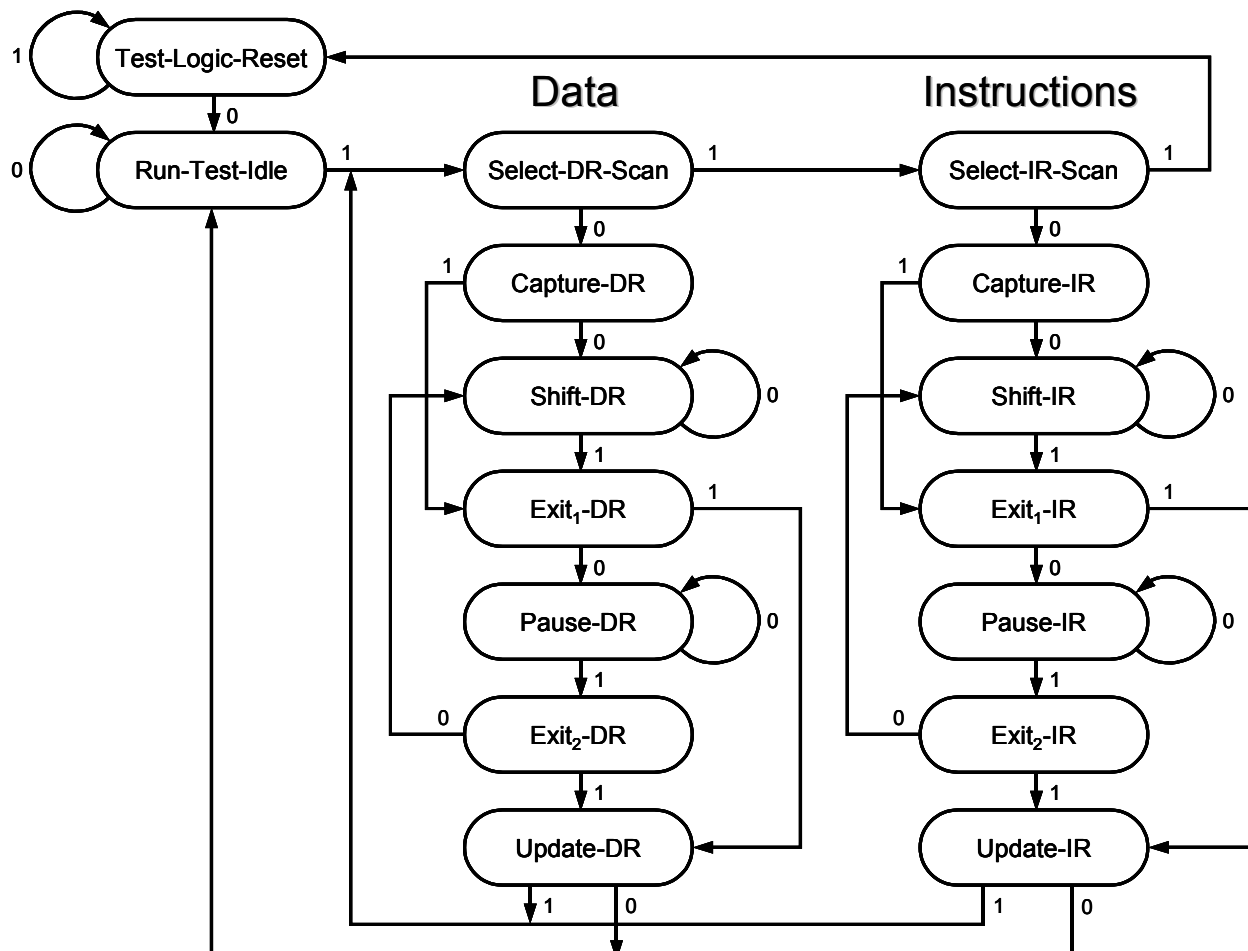 1
Test-Logic-Reset
Data
Instructions
0
0
Run-Test-Idle
1
Select-DR-Scan
1
Select-IR-Scan
1
0
0
1
Capture-DR
1
Capture-IR
0
0
Shift-DR
0
Shift-IR
0
1
1
Exit₁-DR
1
Exit₁-IR
1
0
0
Pause-DR
0
Pause-IR
0
1
1
0
Exit₂-DR
0
Exit₂-IR
1
1
Update-DR
Update-IR
1
0
1
0